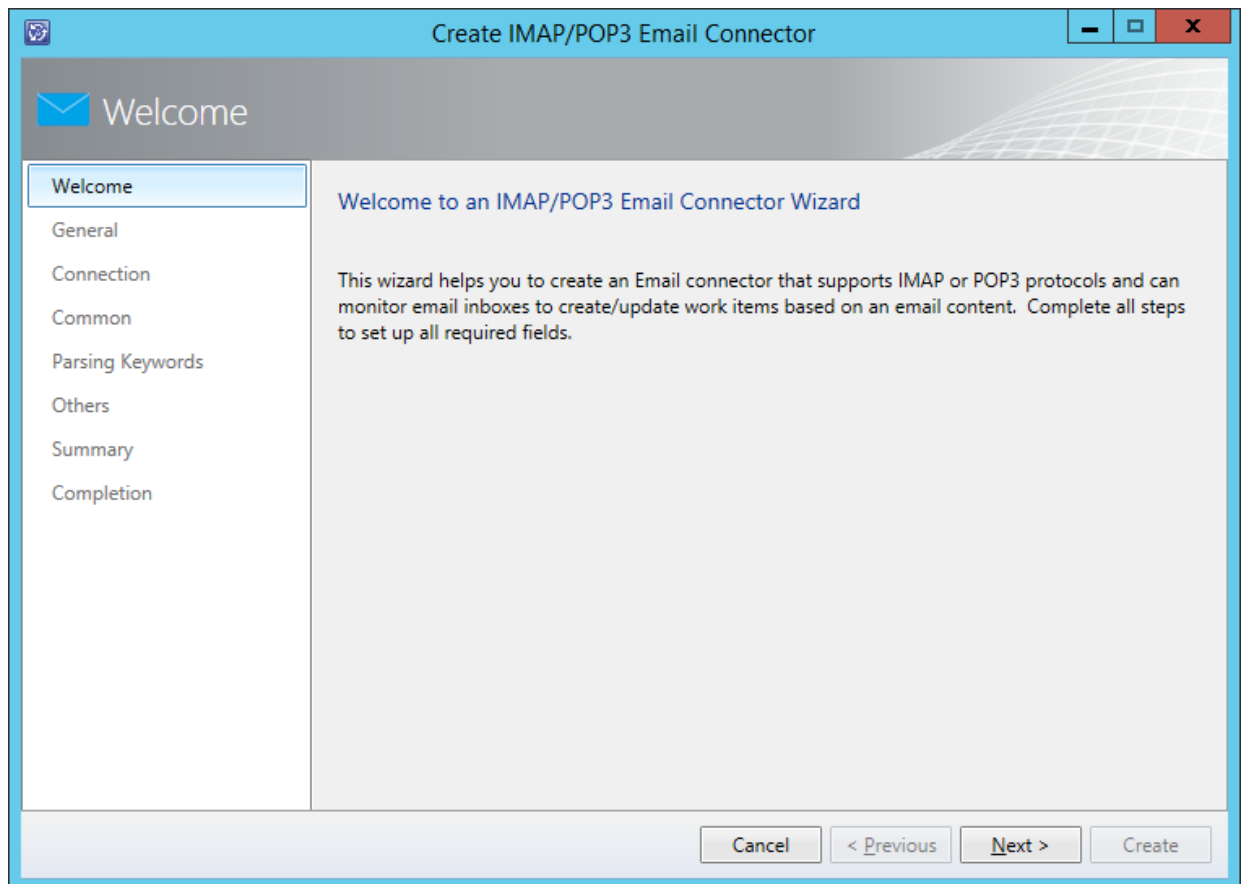 Create IMAP/POP3 Email Connector
Welcome
Welcome
General
Connection
Common
Parsing Keywords
Others
Summary
Completion
Welcome to an IMAP/POP3 Email Connector Wizard
This wizard helps you to create an Email connector that supports IMAP or POP3 protocols and can
monitor email inboxes to create/update work items based on an email content.  Complete all steps
to set up all required fields.
Cancel
< Previous
Next >
Create